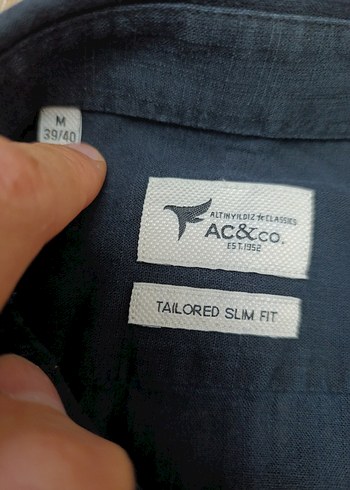 M
39/40
ALTINYILDIZ CLASSICS
AC&CO.
EST.1952
TAILORED SLIM FIT